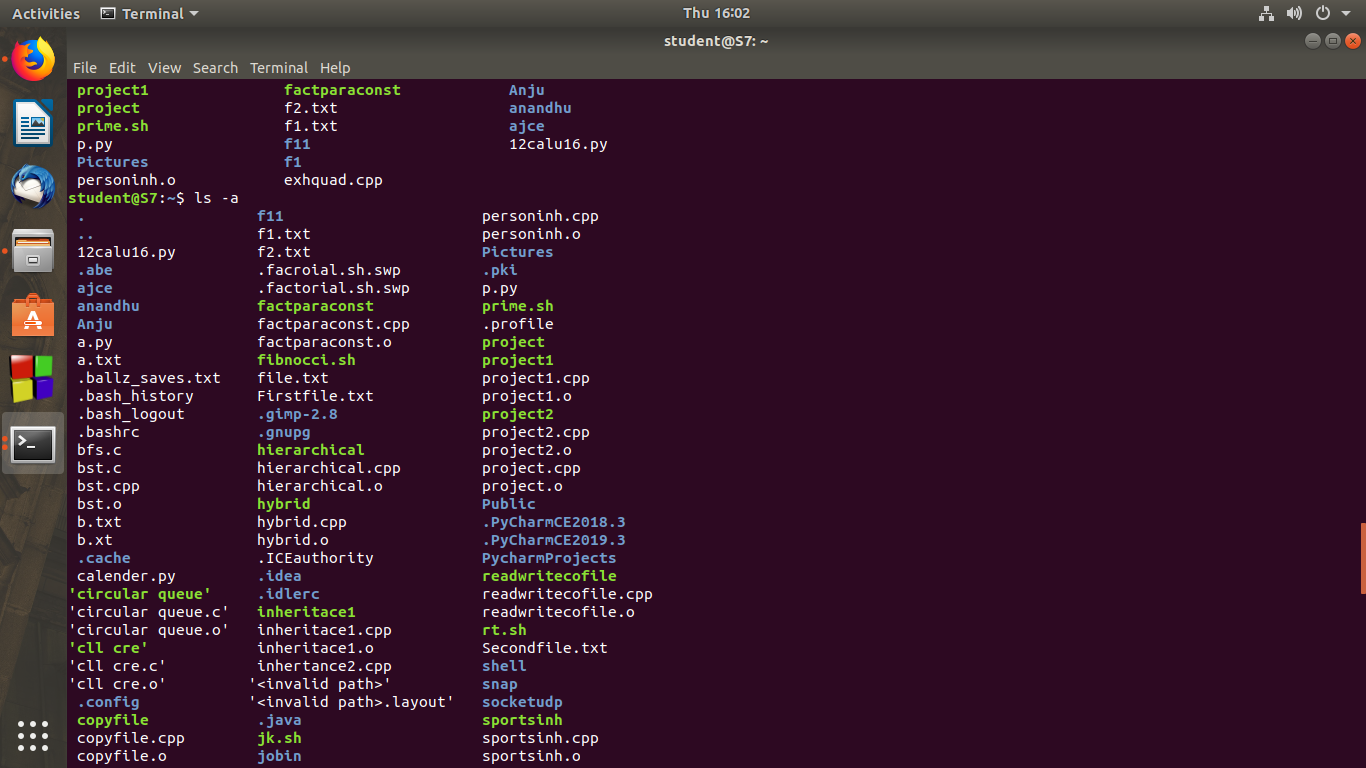 Activities Terminal Thu 16:02
student@S7: ~
File Edit View Search Terminal Help
project1 factparaconst Anju
project f2.txt anandhu
prime.sh f1.txt ajce
p.py f11 12calu16.py
Pictures f1
personinh.o exhquad.cpp
student@S7:~$ ls -a
. f11 personinh.cpp
.. f1.txt personinh.o
12calu16.py f2.txt Pictures
.abe .facroial.sh.swp .pki
ajce .factorial.sh.swp p.py
anandhu factparaconst prime.sh
Anju factparaconst.cpp .profile
a.py factparaconst.o project
a.txt fibnocci.sh project1
.ballz_saves.txt file.txt project1.cpp
.bash_history Firstfile.txt project1.o
.bash_logout .gimp-2.8 project2
.bashrc .gnupg project2.cpp
bfs.c hierarchical project2.o
bst.c hierarchical.cpp project.cpp
bst.cpp hierarchical.o project.o
bst.o hybrid Public
b.txt hybrid.cpp .PyCharmCE2018.3
b.xt hybrid.o .PyCharmCE2019.3
.cache .ICEauthority PycharmProjects
calender.py .idea readwritecofile
'circular queue' .idlerc readwritecofile.cpp
'circular queue.c' inheritace1 readwritecofile.o
'circular queue.o' inheritace1.cpp rt.sh
'cll cre' inheritace1.o Secondfile.txt
'cll cre.c' inhertance2.cpp shell
'cll cre.o' '<invalid path>' snap
.config '<invalid path>.layout' socketudp
copyfile .java sportsinh
copyfile.cpp jk.sh sportsinh.cpp
copyfile.o jobin sportsinh.o